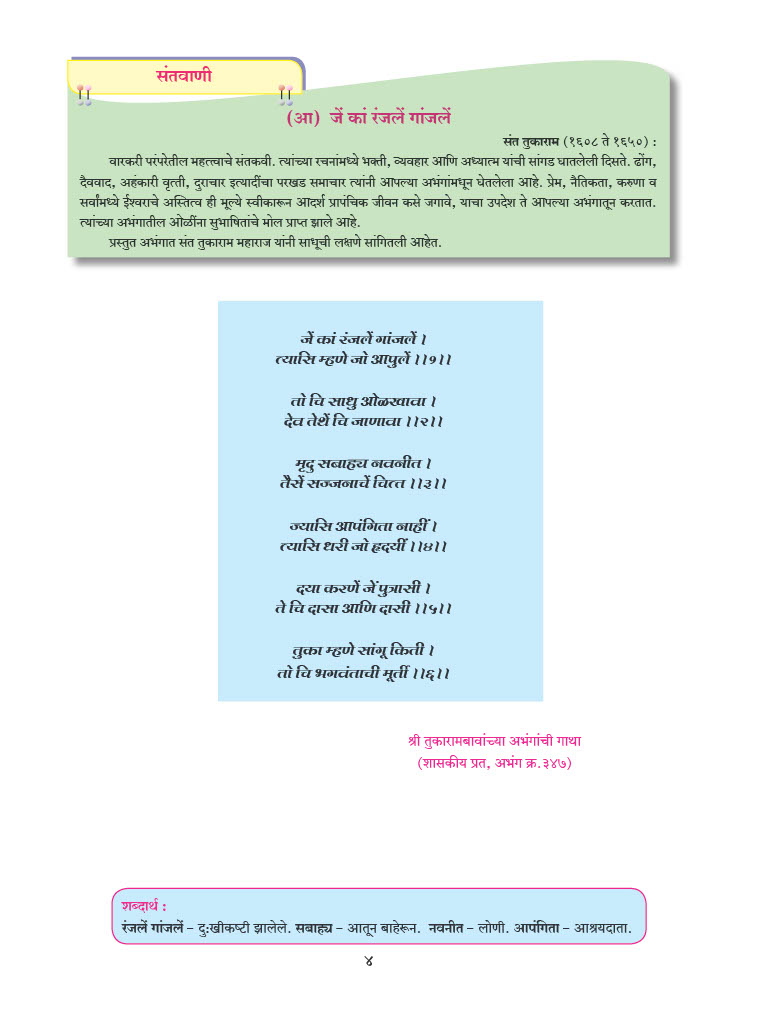 संतवाणी
(आ) जें कां रंजलें गांजलें
संत तुकाराम (१६०८ ते १६५०) :
वारकरी परंपरेतील महत्त्वाचे संतकवी. त्यांच्या रचनांमध्ये भक्ती, व्यवहार आणि अध्यात्म यांची सांगड घातलेली दिसते. ढोंग,
दैववाद, अहंकारी वृत्ती, दुराचार इत्यादींचा परखड समाचार त्यांनी आपल्या अभंगांमधून घेतलेला आहे. प्रेम, नैतिकता, करुणा व
सर्वांमध्ये ईश्वराचे अस्तित्व ही मूल्ये स्वीकारून आदर्श प्रापंचिक जीवन कसे जगावे, याचा उपदेश ते आपल्या अभंगातून करतात.
त्यांच्या अभंगातील ओळींना सुभाषितांचे मोल प्राप्त झाले आहे.
प्रस्तुत अभंगात संत तुकाराम महाराज यांनी साधूची लक्षणे सांगितली आहेत.
जें कां रंजलें गांजलें ।
त्यासि म्हणे जो आपुलें ।।१।।
तो चि साधु ओळखावा ।
देव तेथें चि जाणावा ।।२।।
मृदु सबाह्य नवनीत ।
तैसें सज्जनाचें चित्त ।।३।।
ज्यासि आपंगिता नाहीं ।
त्यासि धरी जो हृदयीं ।।४।।
दया करणें जें पुत्रासी ।
ते चि दासा आणि दासी ।।५।।
तुका म्हणे सांगू किती ।
तो चि भगवंताची मूर्ती ।।६।।
श्री तुकारामबावांच्या अभंगांची गाथा
(शासकीय प्रत, अभंग क्र.३४७)
शब्दार्थ :
रंजलें गांजलें – दु:खीकष्टी झालेले. सबाह्य – आतून बाहेरून. नवनीत – लोणी. आपंगिता – आश्रयदाता.
४